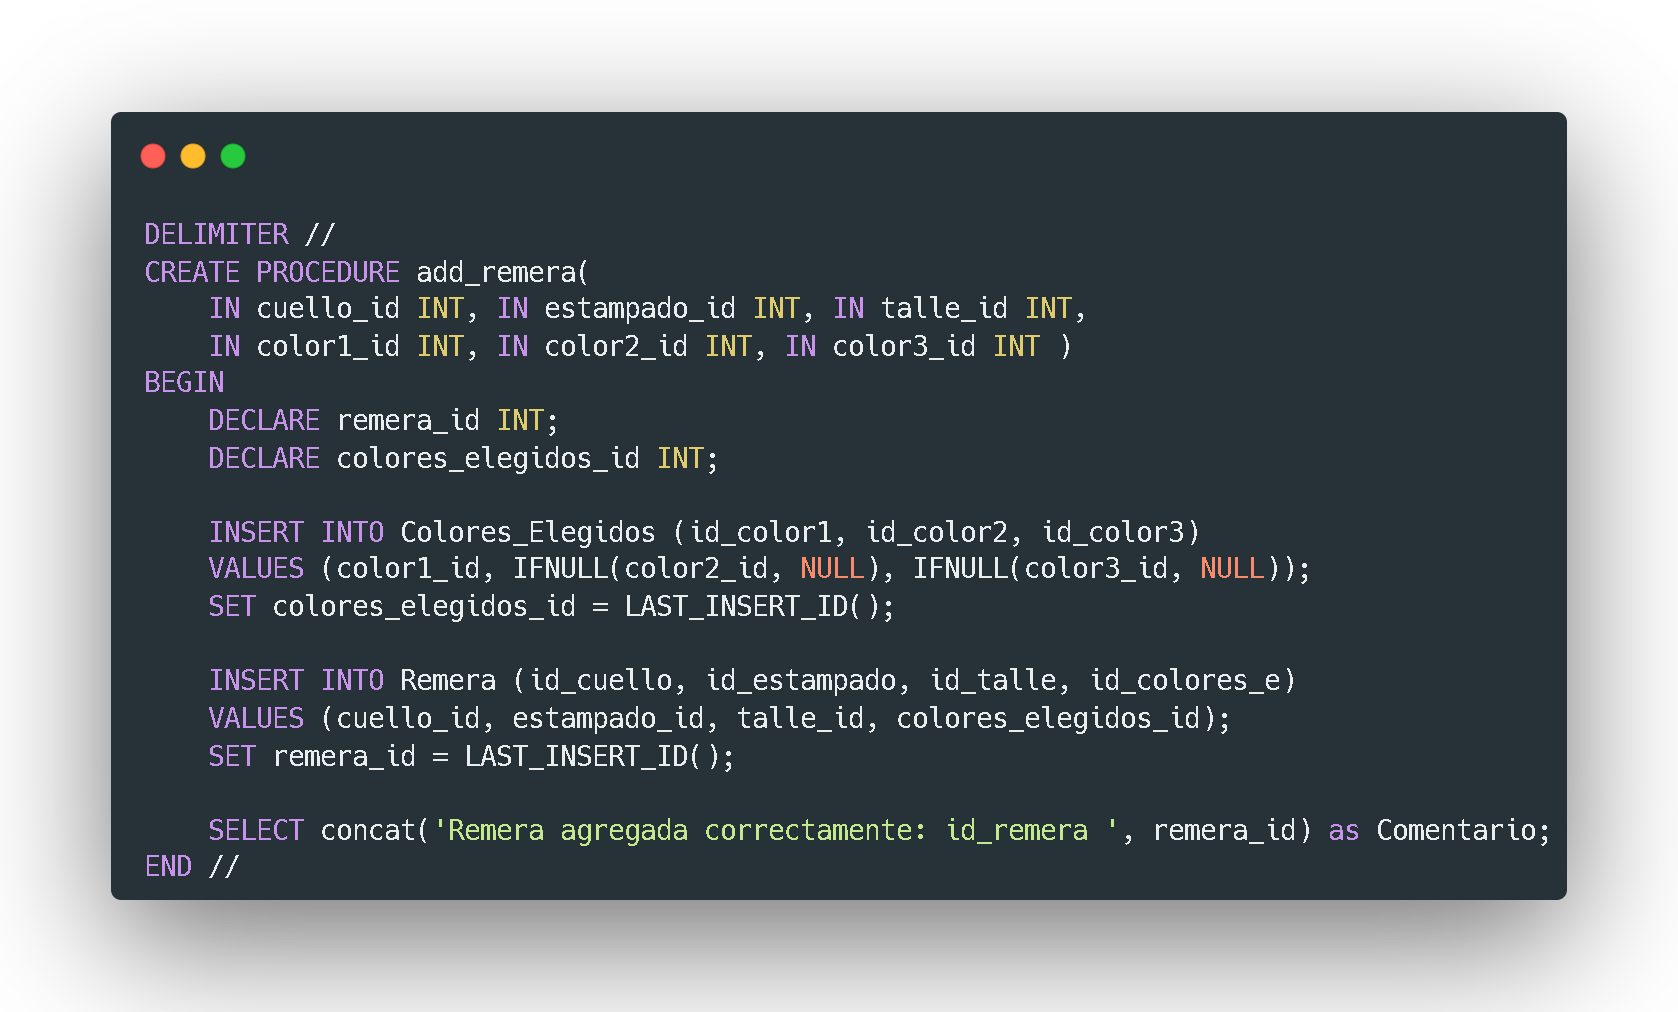 DELIMITER //
CREATE PROCEDURE add_remera(
    IN cuello_id INT, IN estampado_id INT, IN talle_id INT,
    IN color1_id INT, IN color2_id INT, IN color3_id INT )
BEGIN
    DECLARE remera_id INT;
    DECLARE colores_elegidos_id INT;

    INSERT INTO Colores_Elegidos (id_color1, id_color2, id_color3)
    VALUES (color1_id, IFNULL(color2_id, NULL), IFNULL(color3_id, NULL));
    SET colores_elegidos_id = LAST_INSERT_ID();

    INSERT INTO Remera (id_cuello, id_estampado, id_talle, id_colores_e)
    VALUES (cuello_id, estampado_id, talle_id, colores_elegidos_id);
    SET remera_id = LAST_INSERT_ID();

    SELECT concat('Remera agregada correctamente: id_remera ', remera_id) as Comentario;
END //